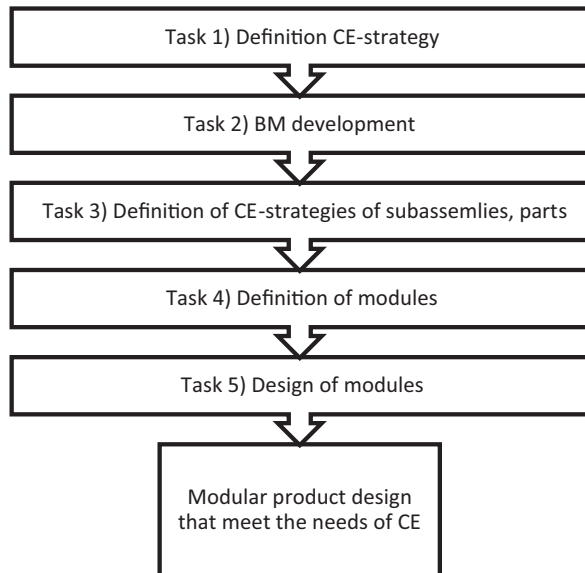 Task 1) Definition CE-strategy
Task 2) BM development
Task 3) Definition of CE-strategies of subassemlies, parts
Task 4) Definition of modules
Task 5) Design of modules
Modular product design
that meet the needs of CE